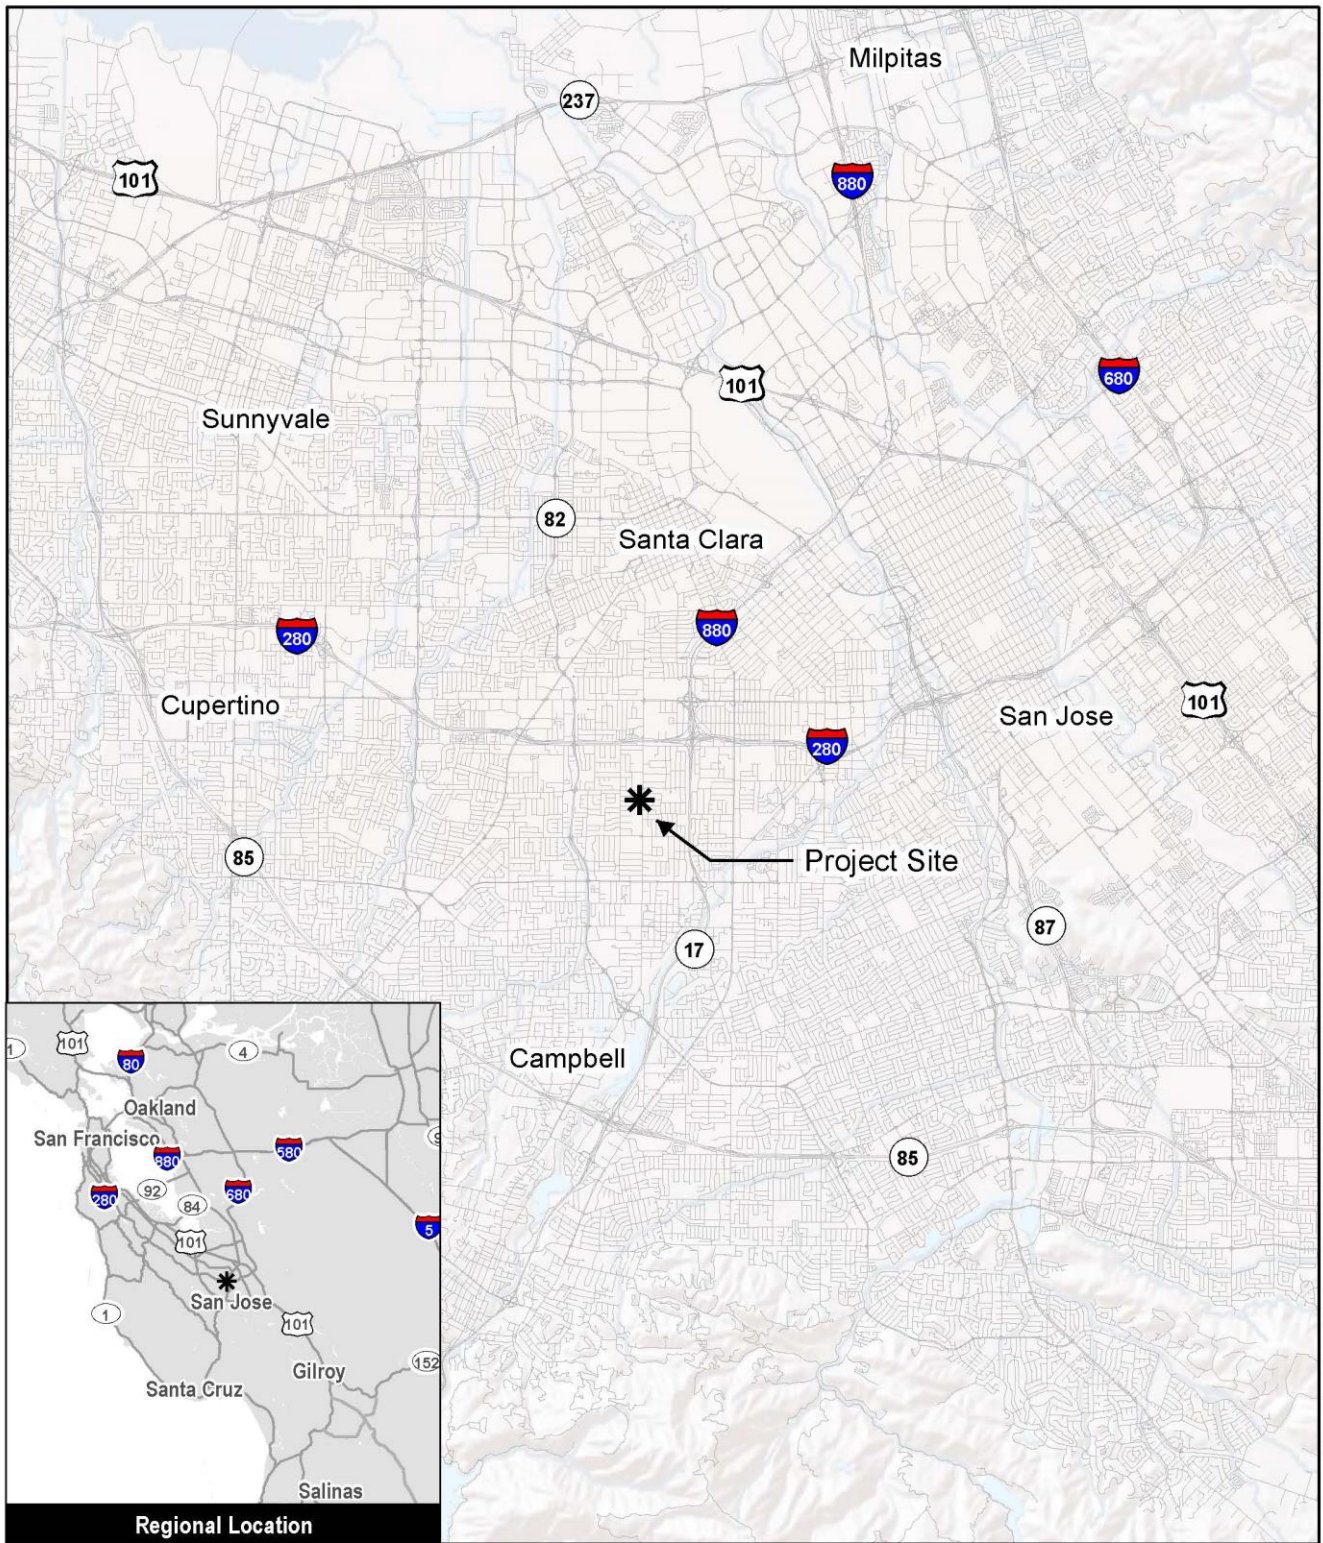 Milpitas
237
101
880
680
101
Sunnyvale
82
Santa Clara
880
280
101
Cupertino
San Jose
280
Project Site
85
87
17
Campbell
85
1
101
80
4
Oakland
San Francisco
880
580
92
280
680
84
101
5
San Jose
1
101
152
Gilroy
Santa Cruz
Salinas
Regional Location